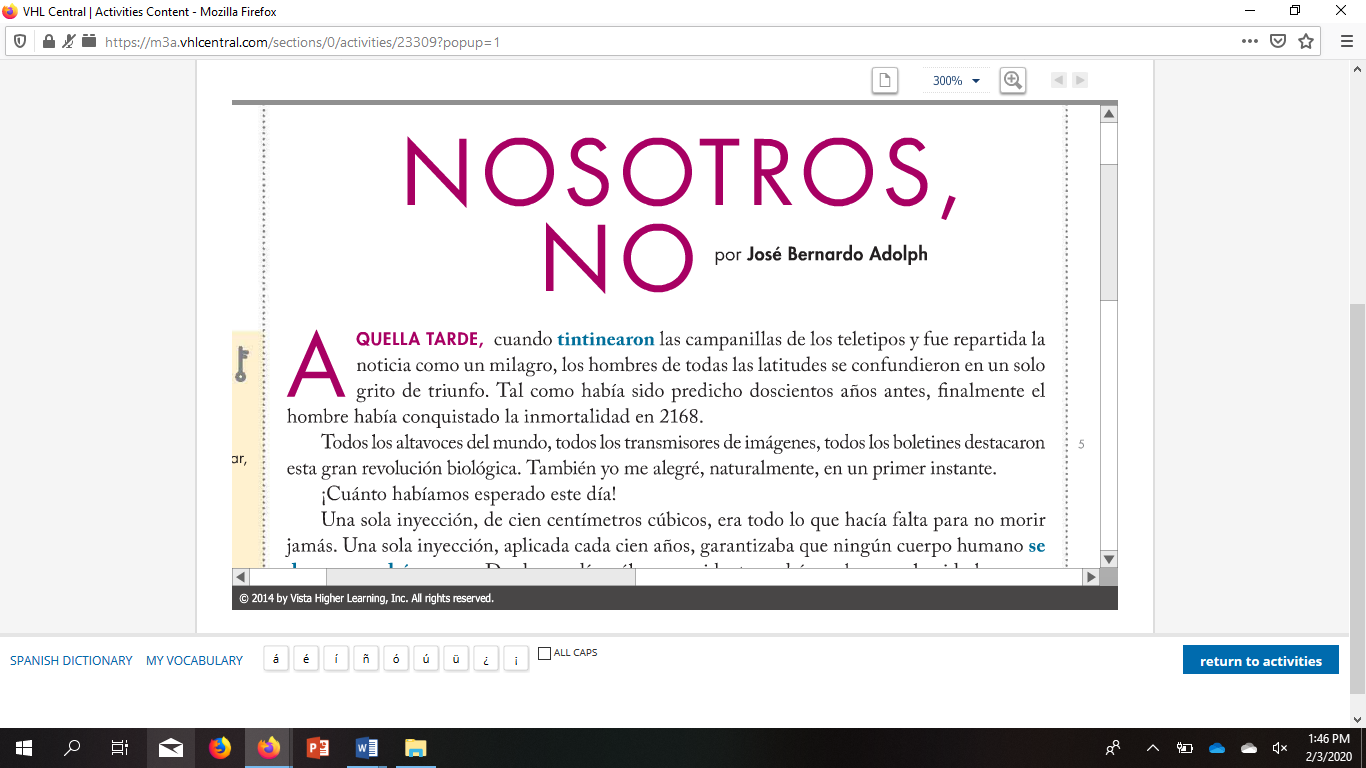 VHL Central | Activities Content - Mozilla Firefox
https://m3a.vhlcentral.com/sections/0/activities/23309?popup=1
300%
NOSOTROS,
NO
por José Bernardo Adolph
AQUELLA TARDE, cuando tintinearon las campanillas de los teletipos y fue repartida la
noticia como un milagro, los hombres de todas las latitudes se confundieron en un solo
grito de triunfo. Tal como había sido predicho doscientos años antes, finalmente el
hombre había conquistado la inmortalidad en 2168.
Todos los altavoces del mundo, todos los transmisores de imágenes, todos los boletines destacaron
5
ar,
esta gran revolución biológica. También yo me alegré, naturalmente, en un primer instante.
¡Cuánto habíamos esperado este día!
Una sola inyección, de cien centímetros cúbicos, era todo lo que hacía falta para no morir
jamás. Una sola inyección, aplicada cada cien años, garantizaba que ningún cuerpo humano se
© 2014 by Vista Higher Learning, Inc. All rights reserved.
SPANISH DICTIONARY MY VOCABULARY á é í ñ ó ú ü ¿ ¡ ALL CAPS
return to activities
1:46 PM
2/3/2020